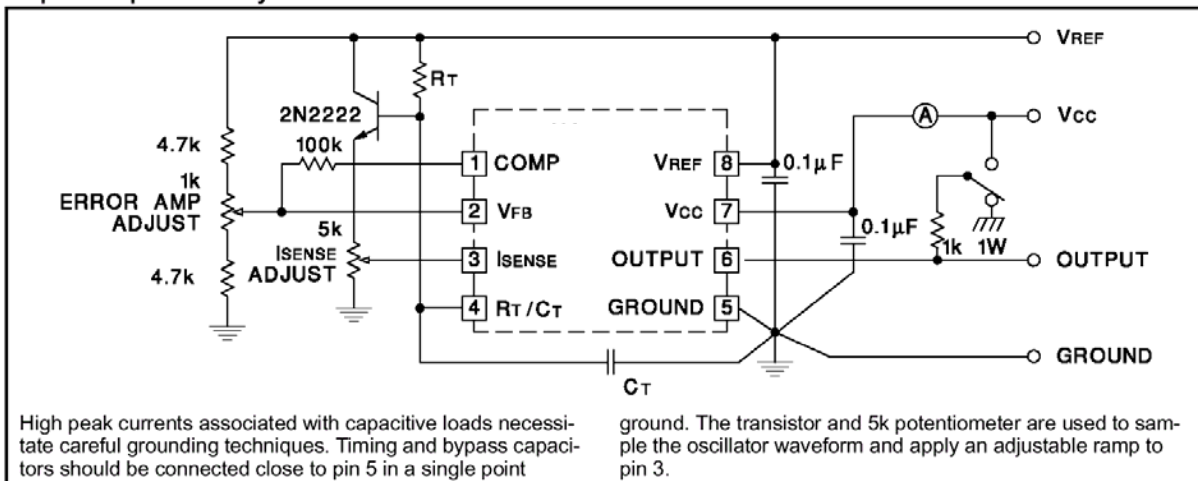 VREF
RT
2N2222
A
VCC
4.7k
100k
1 COMP
VREF 8
0.1µF
1k
ERROR AMP
ADJUST
2 VFB
VCC 7
0.1µF
5k
ISENSE
ADJUST
3 ISENSE
OUTPUT 6
1k
1W
OUTPUT
4.7k
4 RT/CT
GROUND 5
GROUND
CT
High peak currents associated with capacitive loads necessi-
tate careful grounding techniques. Timing and bypass capaci-
tors should be connected close to pin 5 in a single point
ground. The transistor and 5k potentiometer are used to sam-
ple the oscillator waveform and apply an adjustable ramp to
pin 3.